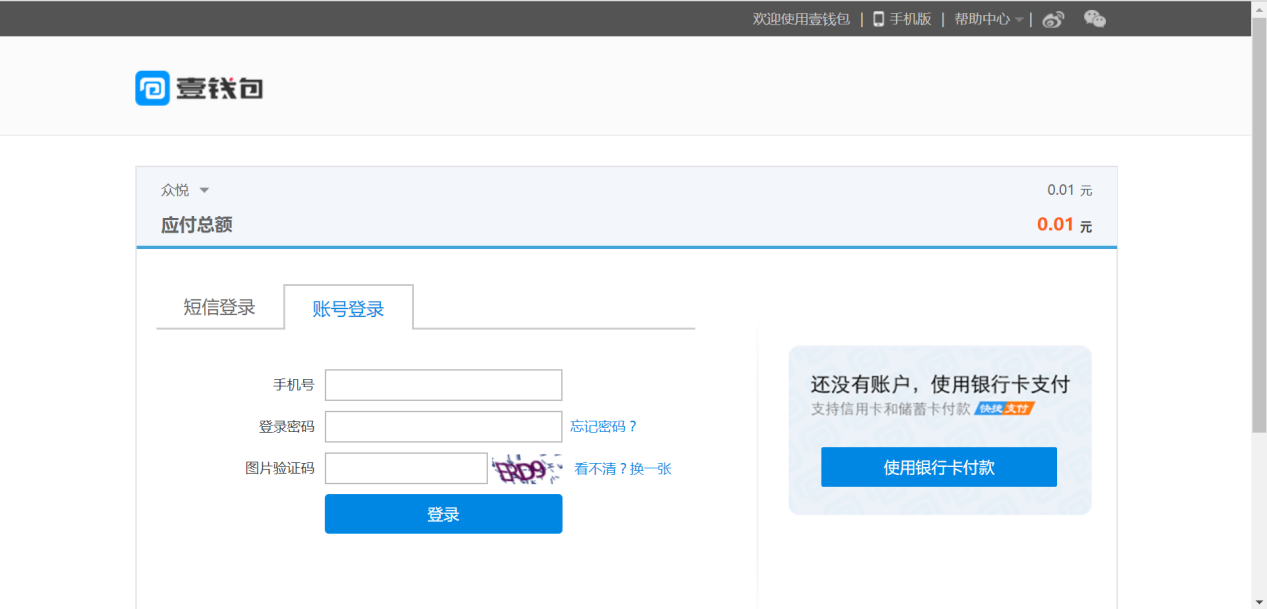 欢迎使用壹钱包 | 手机版 | 帮助中心 |
壹钱包
众悦 0.01 元
应付总额 0.01 元
短信登录 账号登录
手机号
登录密码 忘记密码？
图片验证码 看不清？换一张
登录
还没有账户，使用银行卡支付
支持信用卡和储蓄卡付款 快捷支付
使用银行卡付款